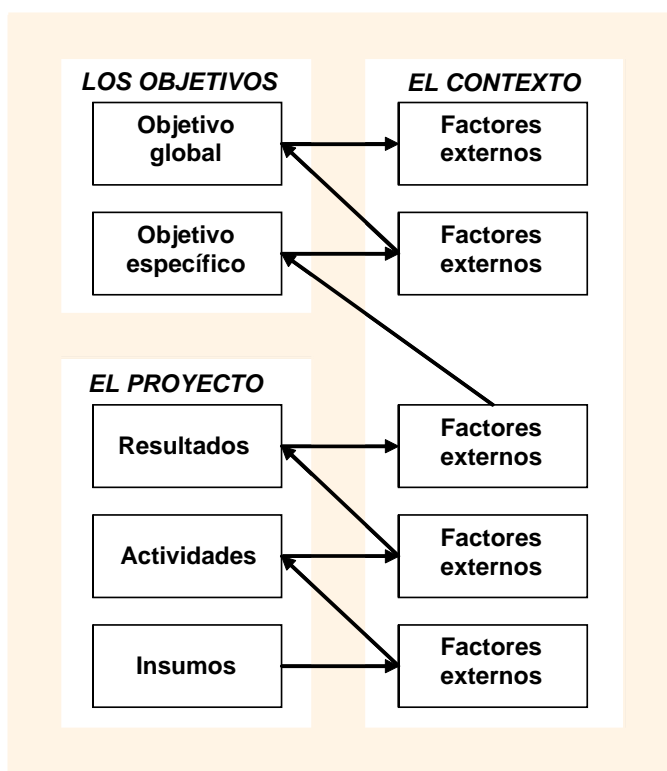 LOS OBJETIVOS
EL CONTEXTO
Objetivo
global
Factores
externos
Objetivo
específico
Factores
externos
EL PROYECTO
Resultados
Factores
externos
Actividades
Factores
externos
Insumos
Factores
externos